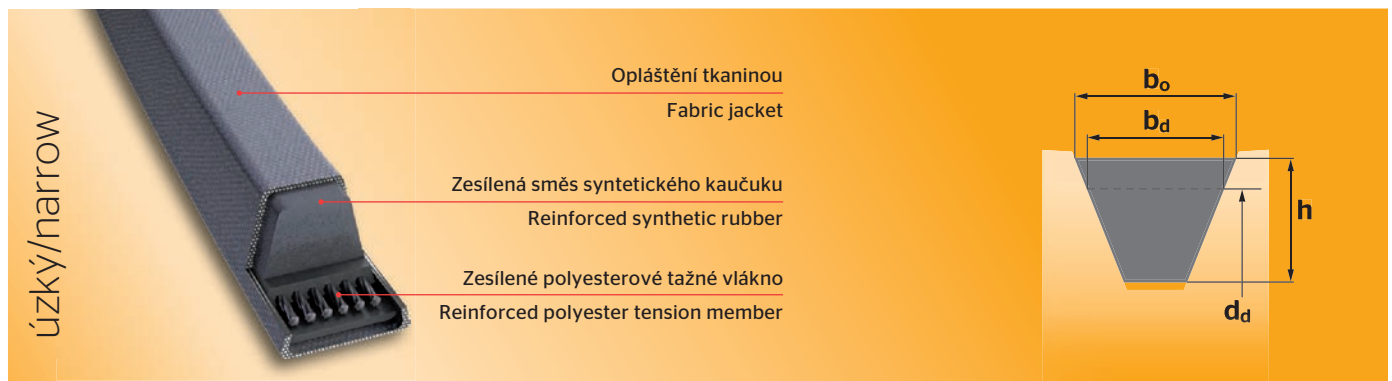 úzký/narrow
Opláštění tkaninou
Fabric jacket
Zesílená směs syntetického kaučuku
Reinforced synthetic rubber
Zesílené polyesterové tažné vlákno
Reinforced polyester tension member
bo
bd
h
dd